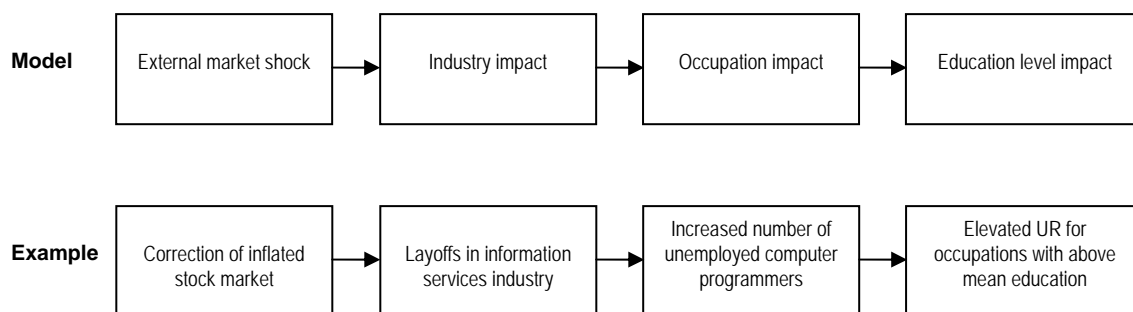 Model
External market shock
Industry impact
Occupation impact
Education level impact
Example
Correction of inflated
stock market
Layoffs in information
services industry
Increased number of
unemployed computer
programmers
Elevated UR for
occupations with above
mean education